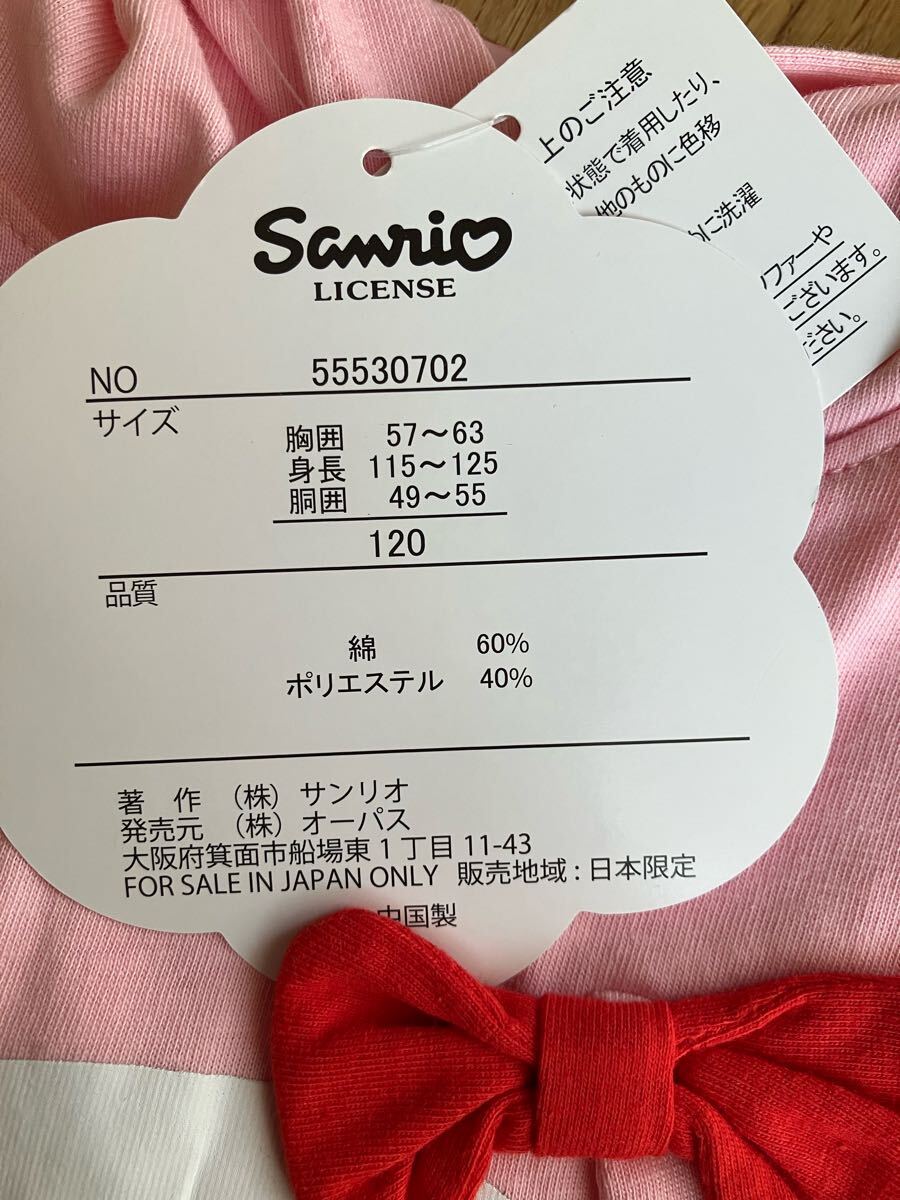 Sanrio
LICENSE
NO 55530702
サイズ
胸囲 57～63
身長 115～125
胴囲 49～55
120
品質
綿 60%
ポリエステル 40%
著 作 （株）サンリオ
発売元 （株）オーパス
大阪府箕面市船場東1丁目11-43
FOR SALE IN JAPAN ONLY 販売地域：日本限定
中国製
上のご注意
状態で着用したり、
他のものに色移
に洗濯
ファーや
ございます。
ださい。